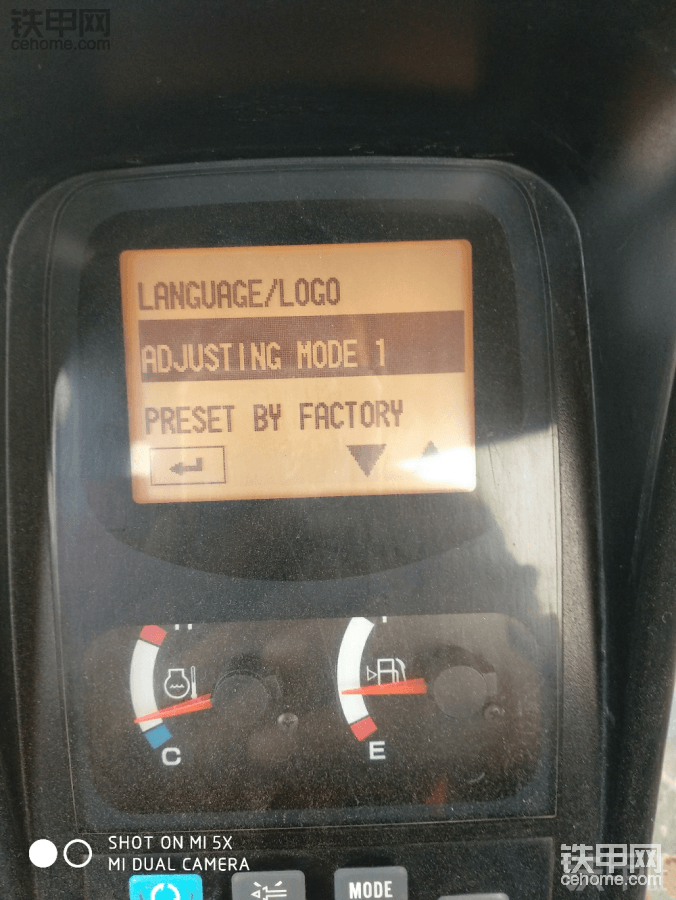 铁甲网
cehome.com
LANGUAGE/LOGO
ADJUSTING MODE 1
PRESET BY FACTORY
C
E
SHOT ON MI 5X
MI DUAL CAMERA
MODE
铁甲网
cehome.com